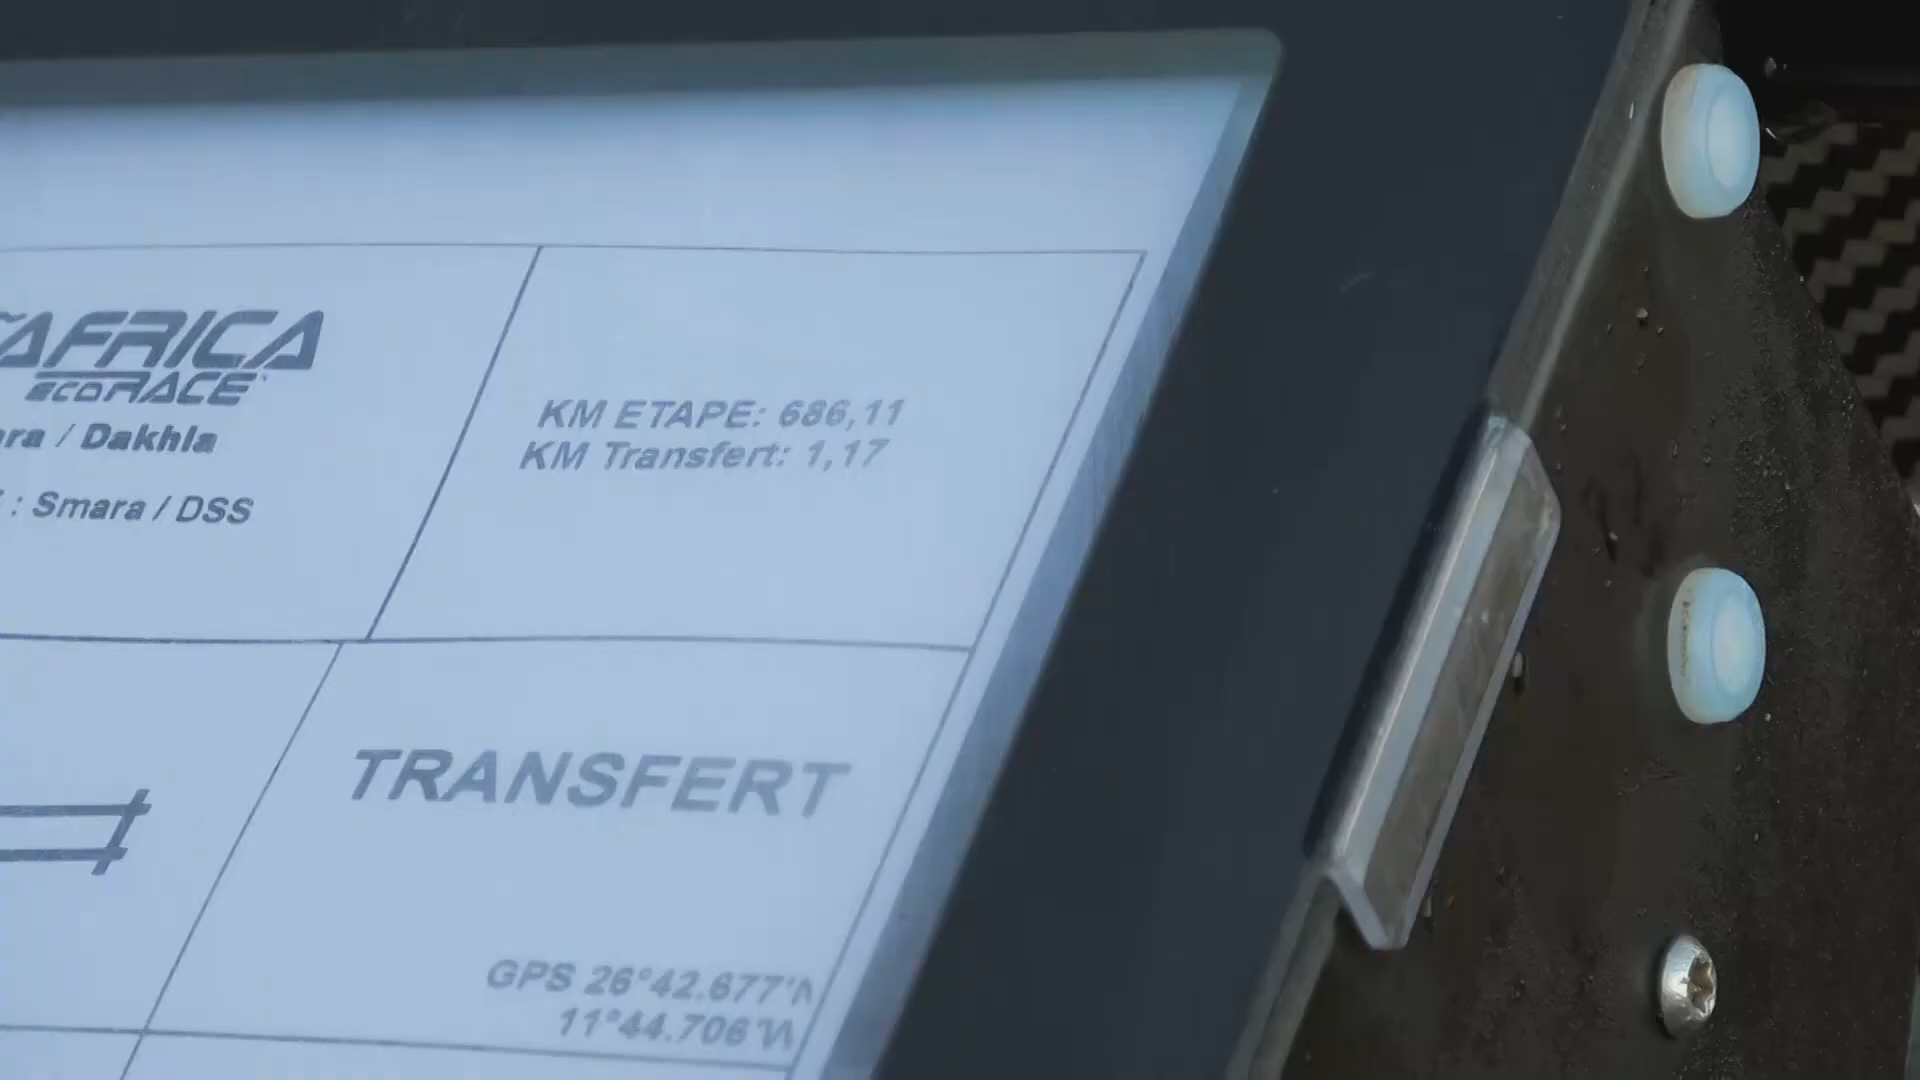 AFRICA
ecoRACE
/ Dakhla
: Smara / DSS
KM ETAPE: 686,11
KM Transfert: 1,17
TRANSFERT
GPS 26°42.677'N
11°44.706'W